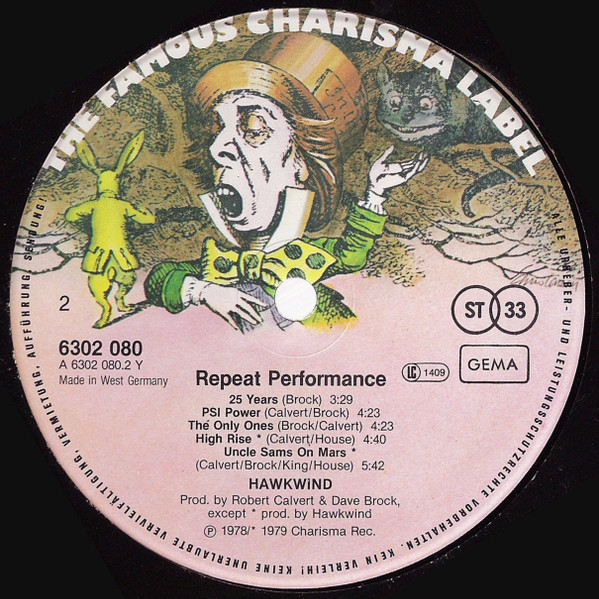 THE FAMOUS CHARISMA LABEL
2
ST 33
6302 080
A 6302 080.2 Y
Made in West Germany
GEMA
LC 1409
Repeat Performance
25 Years (Brock) 3:29
PSI Power (Calvert/Brock) 4:23
The Only Ones (Brock/Calvert) 4:23
High Rise * (Calvert/House) 4:40
Uncle Sams On Mars *
(Calvert/Brock/King/House) 5:42
HAWKWiND
Prod. by Robert Calvert & Dave Brock,
except * prod. by Hawkwind
℗ 1978/* 1979 Charisma Rec.
ALLE URHEBER- UND LEISTUNGSSCHUTZRECHTE VORBEHALTEN. KEIN VERLEIH! KEINE UNERLAUBTE VERVIELFÄLTIGUNG, VERMIETUNG, AUFFÜHRUNG, SENDUNG!